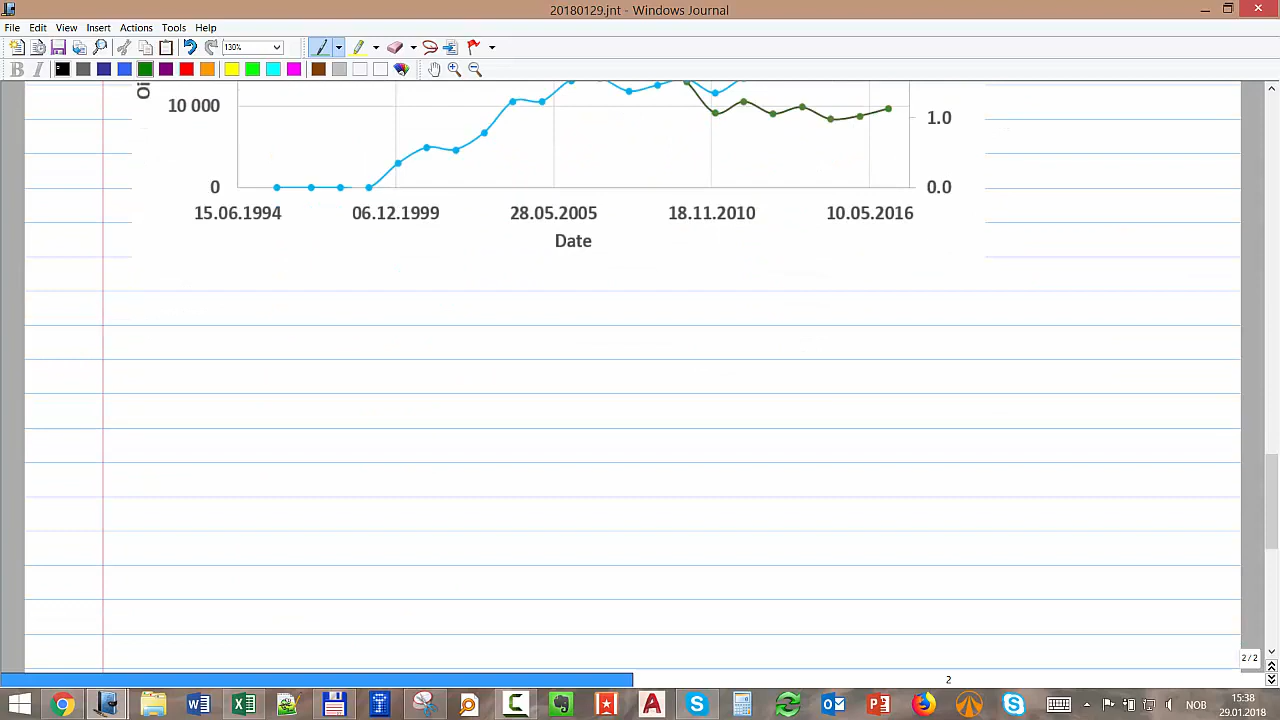 20180129.jnt - Windows Journal
File Edit View Insert Actions Tools Help
130%
B I
Oi
10 000
1.0
0
0.0
15.06.1994 06.12.1999 28.05.2005 18.11.2010 10.05.2016
Date
2/2
2
15:38
NOR
29.01.2018